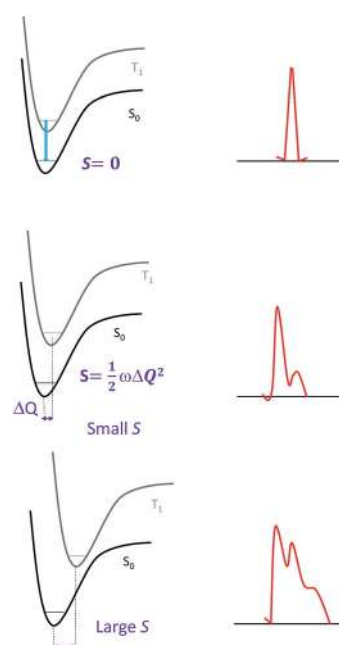 T₁
S₀
S= 0
T₁
S₀
S= 1/2 ωΔQ²
ΔQ
Small S
T₁
S₀
Large S